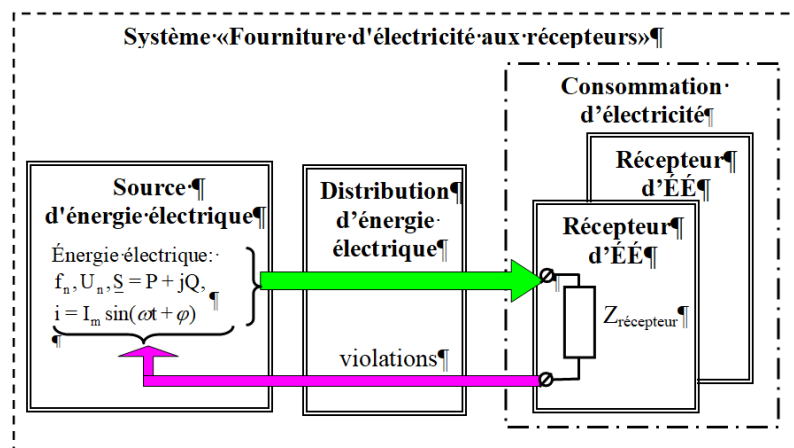 Système·«Fourniture·d'électricité·aux·récepteurs»¶
Consommation·
d’électricité¶
Source·¶
d'énergie·électrique¶
Énergie·électrique:·
fn, Un, S = P + jQ,
i = Im sin(ωt + φ)
¶
¶
Distribution¶
d’énergie·
électrique¶
Récepteur¶
d’ÉÉ¶
Récepteur¶
d’ÉÉ¶
¶
Zrécepteur¶
violations¶